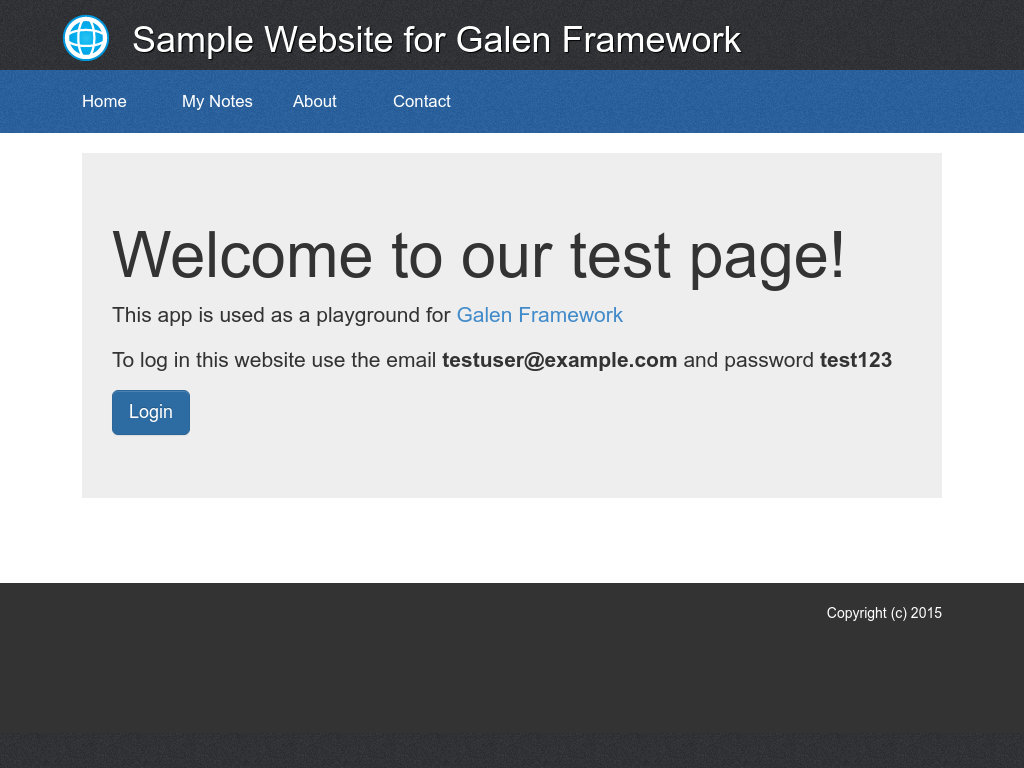 Sample Website for Galen Framework
Home My Notes About Contact
Welcome to our test page!
This app is used as a playground for Galen Framework
To log in this website use the email testuser@example.com and password test123
Login
Copyright (c) 2015